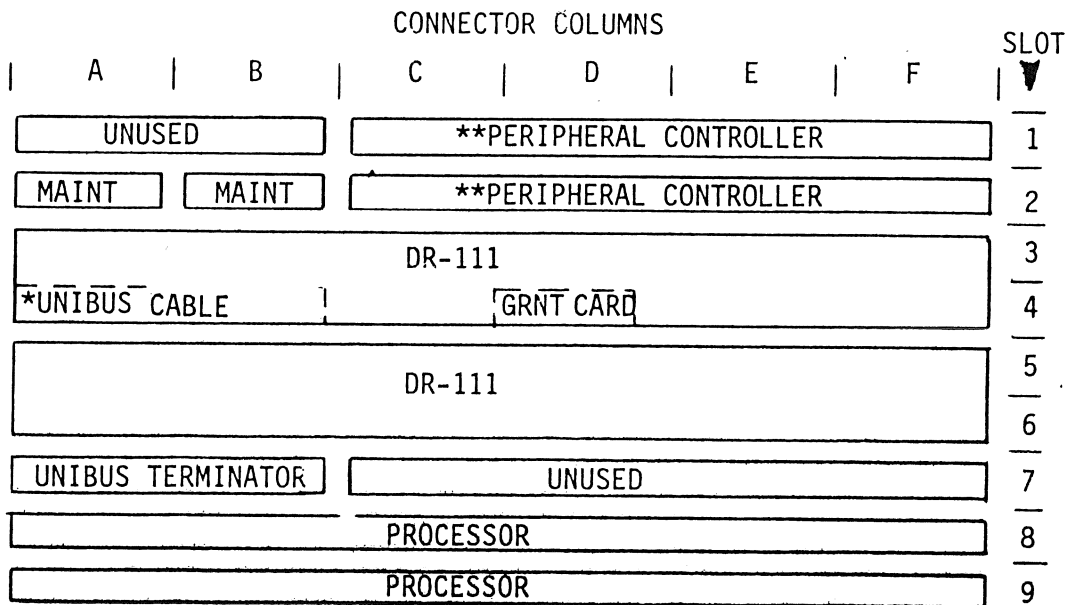 CONNECTOR COLUMNS
SLOT
A B C D E F
UNUSED **PERIPHERAL CONTROLLER 1
MAINT MAINT **PERIPHERAL CONTROLLER 2
DR-111 3
*UNIBUS CABLE GRNT CARD 4
DR-111 5
6
UNIBUS TERMINATOR UNUSED 7
PROCESSOR 8
PROCESSOR 9